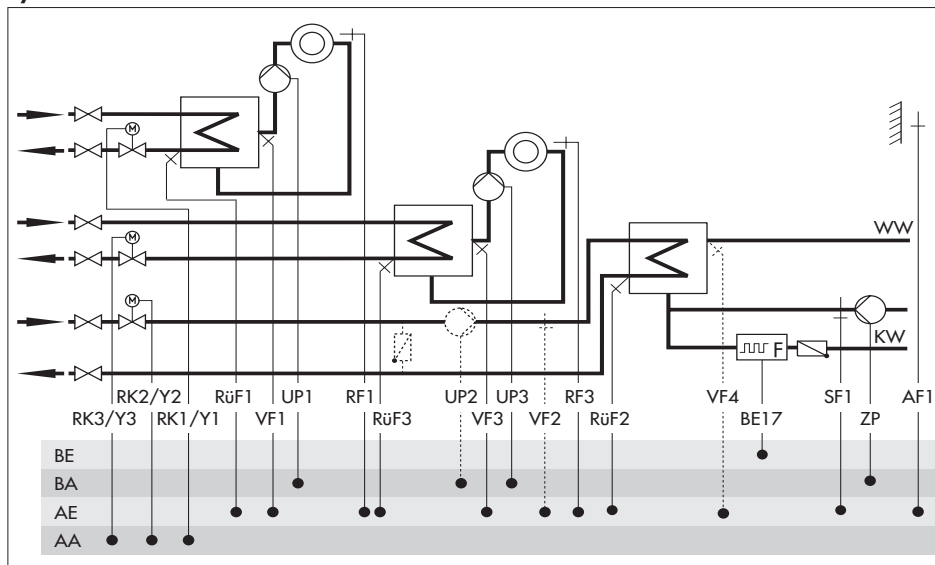 M
M
M
WW
F
KW
RK2/Y2 RüF1 UP1 RF1 UP2 UP3 RF3 VF4 SF1 AF1
RK3/Y3 RK1/Y1 VF1 RüF3 VF3 VF2 RüF2 BE17 ZP
BE
BA
AE
AA